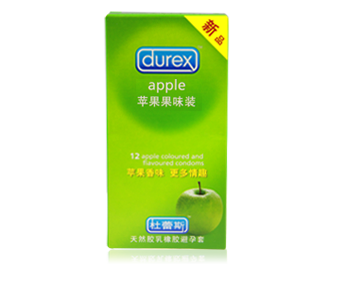 新品
durex
apple
苹果果味装
12 apple coloured and
flavoured condoms
苹果香味 更多情趣
杜蕾斯
天然胶乳橡胶避孕套